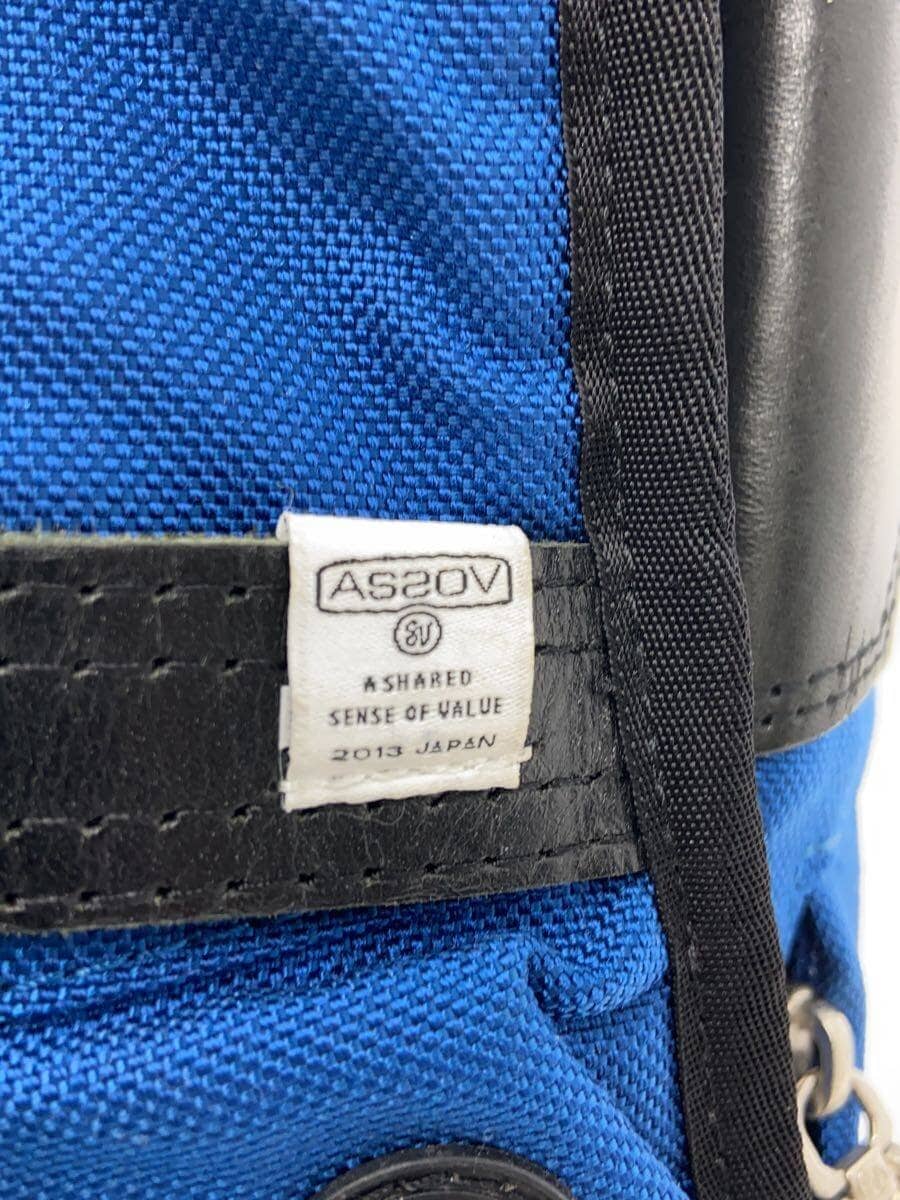 AS2OV
SV
A SHARED
SENSE OF VALUE
2013 JAPAN